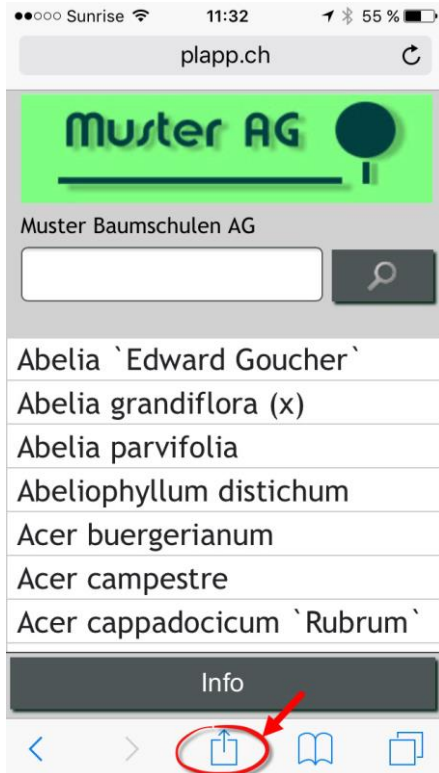 Sunrise 11:32 55 %
plapp.ch
Muster AG
Muster Baumschulen AG
Abelia `Edward Goucher`
Abelia grandiflora (x)
Abelia parvifolia
Abeliophyllum distichum
Acer buergerianum
Acer campestre
Acer cappadocicum `Rubrum`
Info